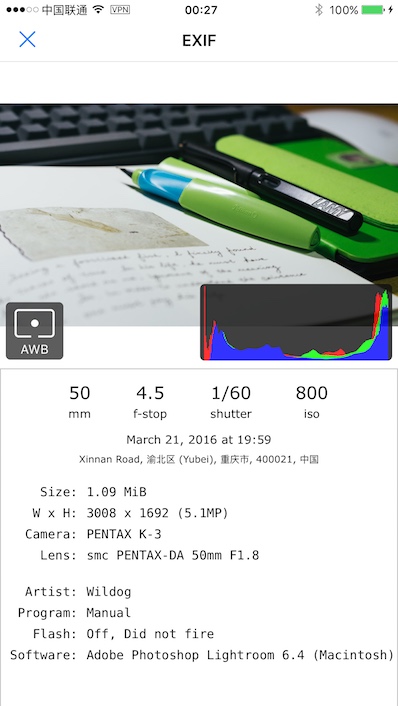 中国联通 VPN 00:27 100%
EXIF
LAMY
AWB
50 4.5 1/60 800
mm f-stop shutter iso
March 21, 2016 at 19:59
Xinnan Road, 渝北区 (Yubei), 重庆市, 400021, 中国
Size: 1.09 MiB
W x H: 3008 x 1692 (5.1MP)
Camera: PENTAX K-3
Lens: smc PENTAX-DA 50mm F1.8
Artist: Wildog
Program: Manual
Flash: Off, Did not fire
Software: Adobe Photoshop Lightroom 6.4 (Macintosh)